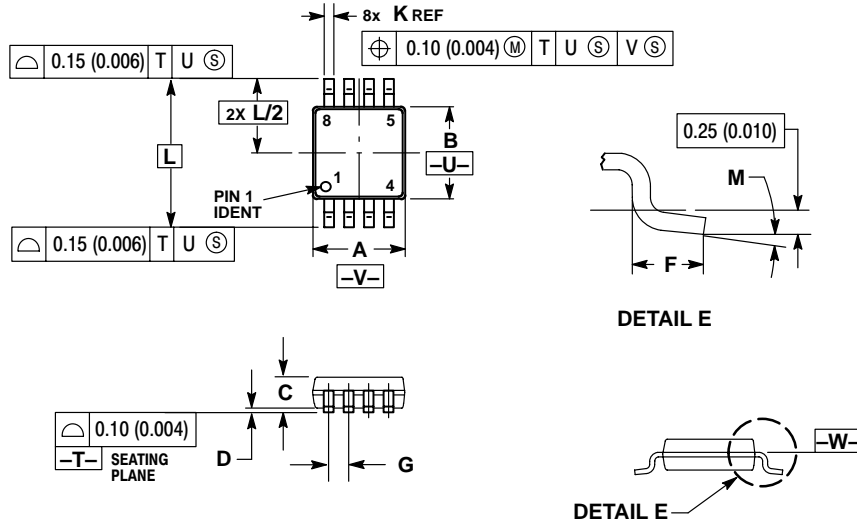 8x K REF
⌓ 0.15 (0.006) T U Ⓢ
⌖ 0.10 (0.004) Ⓜ T U Ⓢ V Ⓢ
2X L/2
8 5
B
–U–
L
1 4
PIN 1
IDENT
⌓ 0.15 (0.006) T U Ⓢ
A
–V–
0.25 (0.010)
M
F
DETAIL E
C
⌓ 0.10 (0.004)
–T– SEATING
PLANE
D
G
–W–
DETAIL E